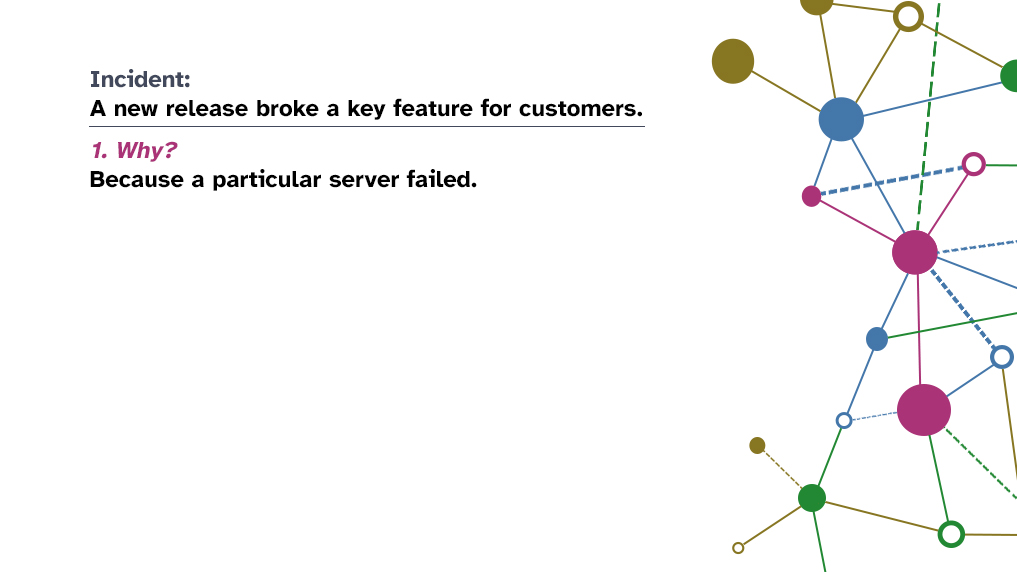 Incident:
A new release broke a key feature for customers.
1. Why?
Because a particular server failed.